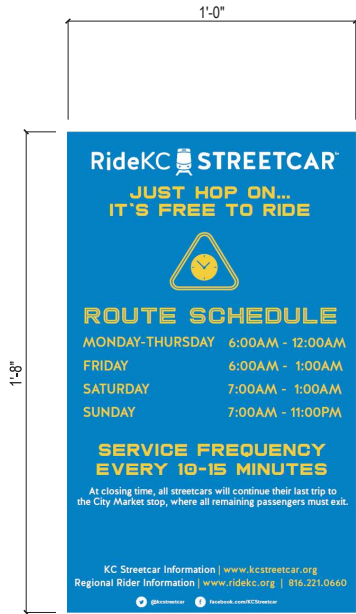 1'-0"
1'-8"
RideKC STREETCAR™
JUST HOP ON...
IT'S FREE TO RIDE
ROUTE SCHEDULE
MONDAY-THURSDAY 6:00AM - 12:00AM
FRIDAY 6:00AM - 1:00AM
SATURDAY 7:00AM - 1:00AM
SUNDAY 7:00AM - 11:00PM
SERVICE FREQUENCY
EVERY 10-15 MINUTES
At closing time, all streetcars will continue their last trip to
the City Market stop, where all remaining passengers must exit.
KC Streetcar Information | www.kcstreetcar.org
Regional Rider Information | www.ridekc.org | 816.221.0660
@kcstreetcar facebook.com/KCStreetcar